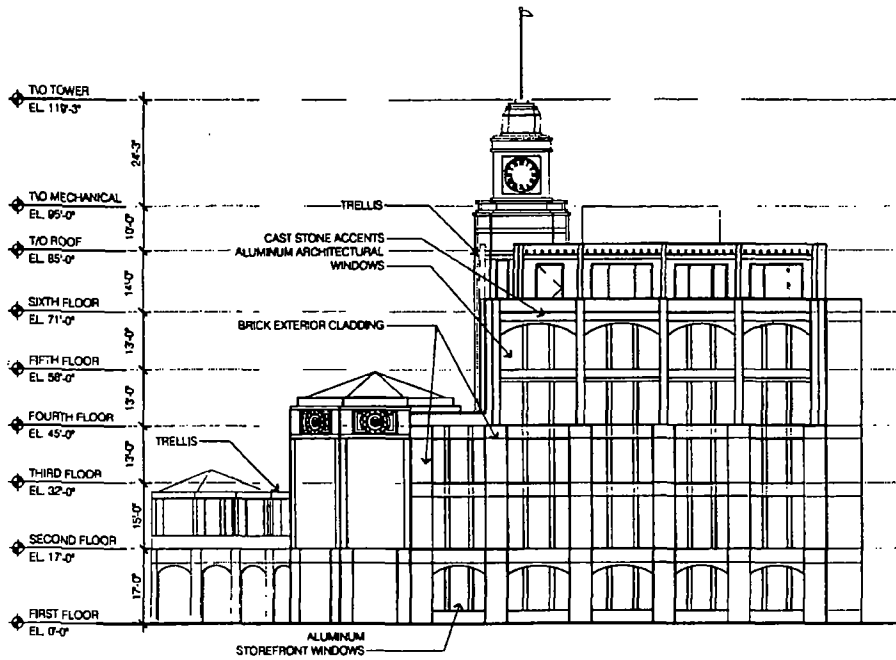 T/O TOWER
EL. 119'-3"
24'-3"
T/O MECHANICAL
EL. 95'-0"
10'-0"
T/O ROOF
EL. 85'-0"
14'-0"
SIXTH FLOOR
EL. 71'-0"
13'-0"
FIFTH FLOOR
EL. 58'-0"
13'-0"
FOURTH FLOOR
EL. 45'-0"
13'-0"
THIRD FLOOR
EL. 32'-0"
15'-0"
SECOND FLOOR
EL. 17'-0"
17'-0"
FIRST FLOOR
EL. 0'-0"
TRELLIS
CAST STONE ACCENTS
ALUMINUM ARCHITECTURAL
WINDOWS
BRICK EXTERIOR CLADDING
TRELLIS
ALUMINUM
STOREFRONT WINDOWS